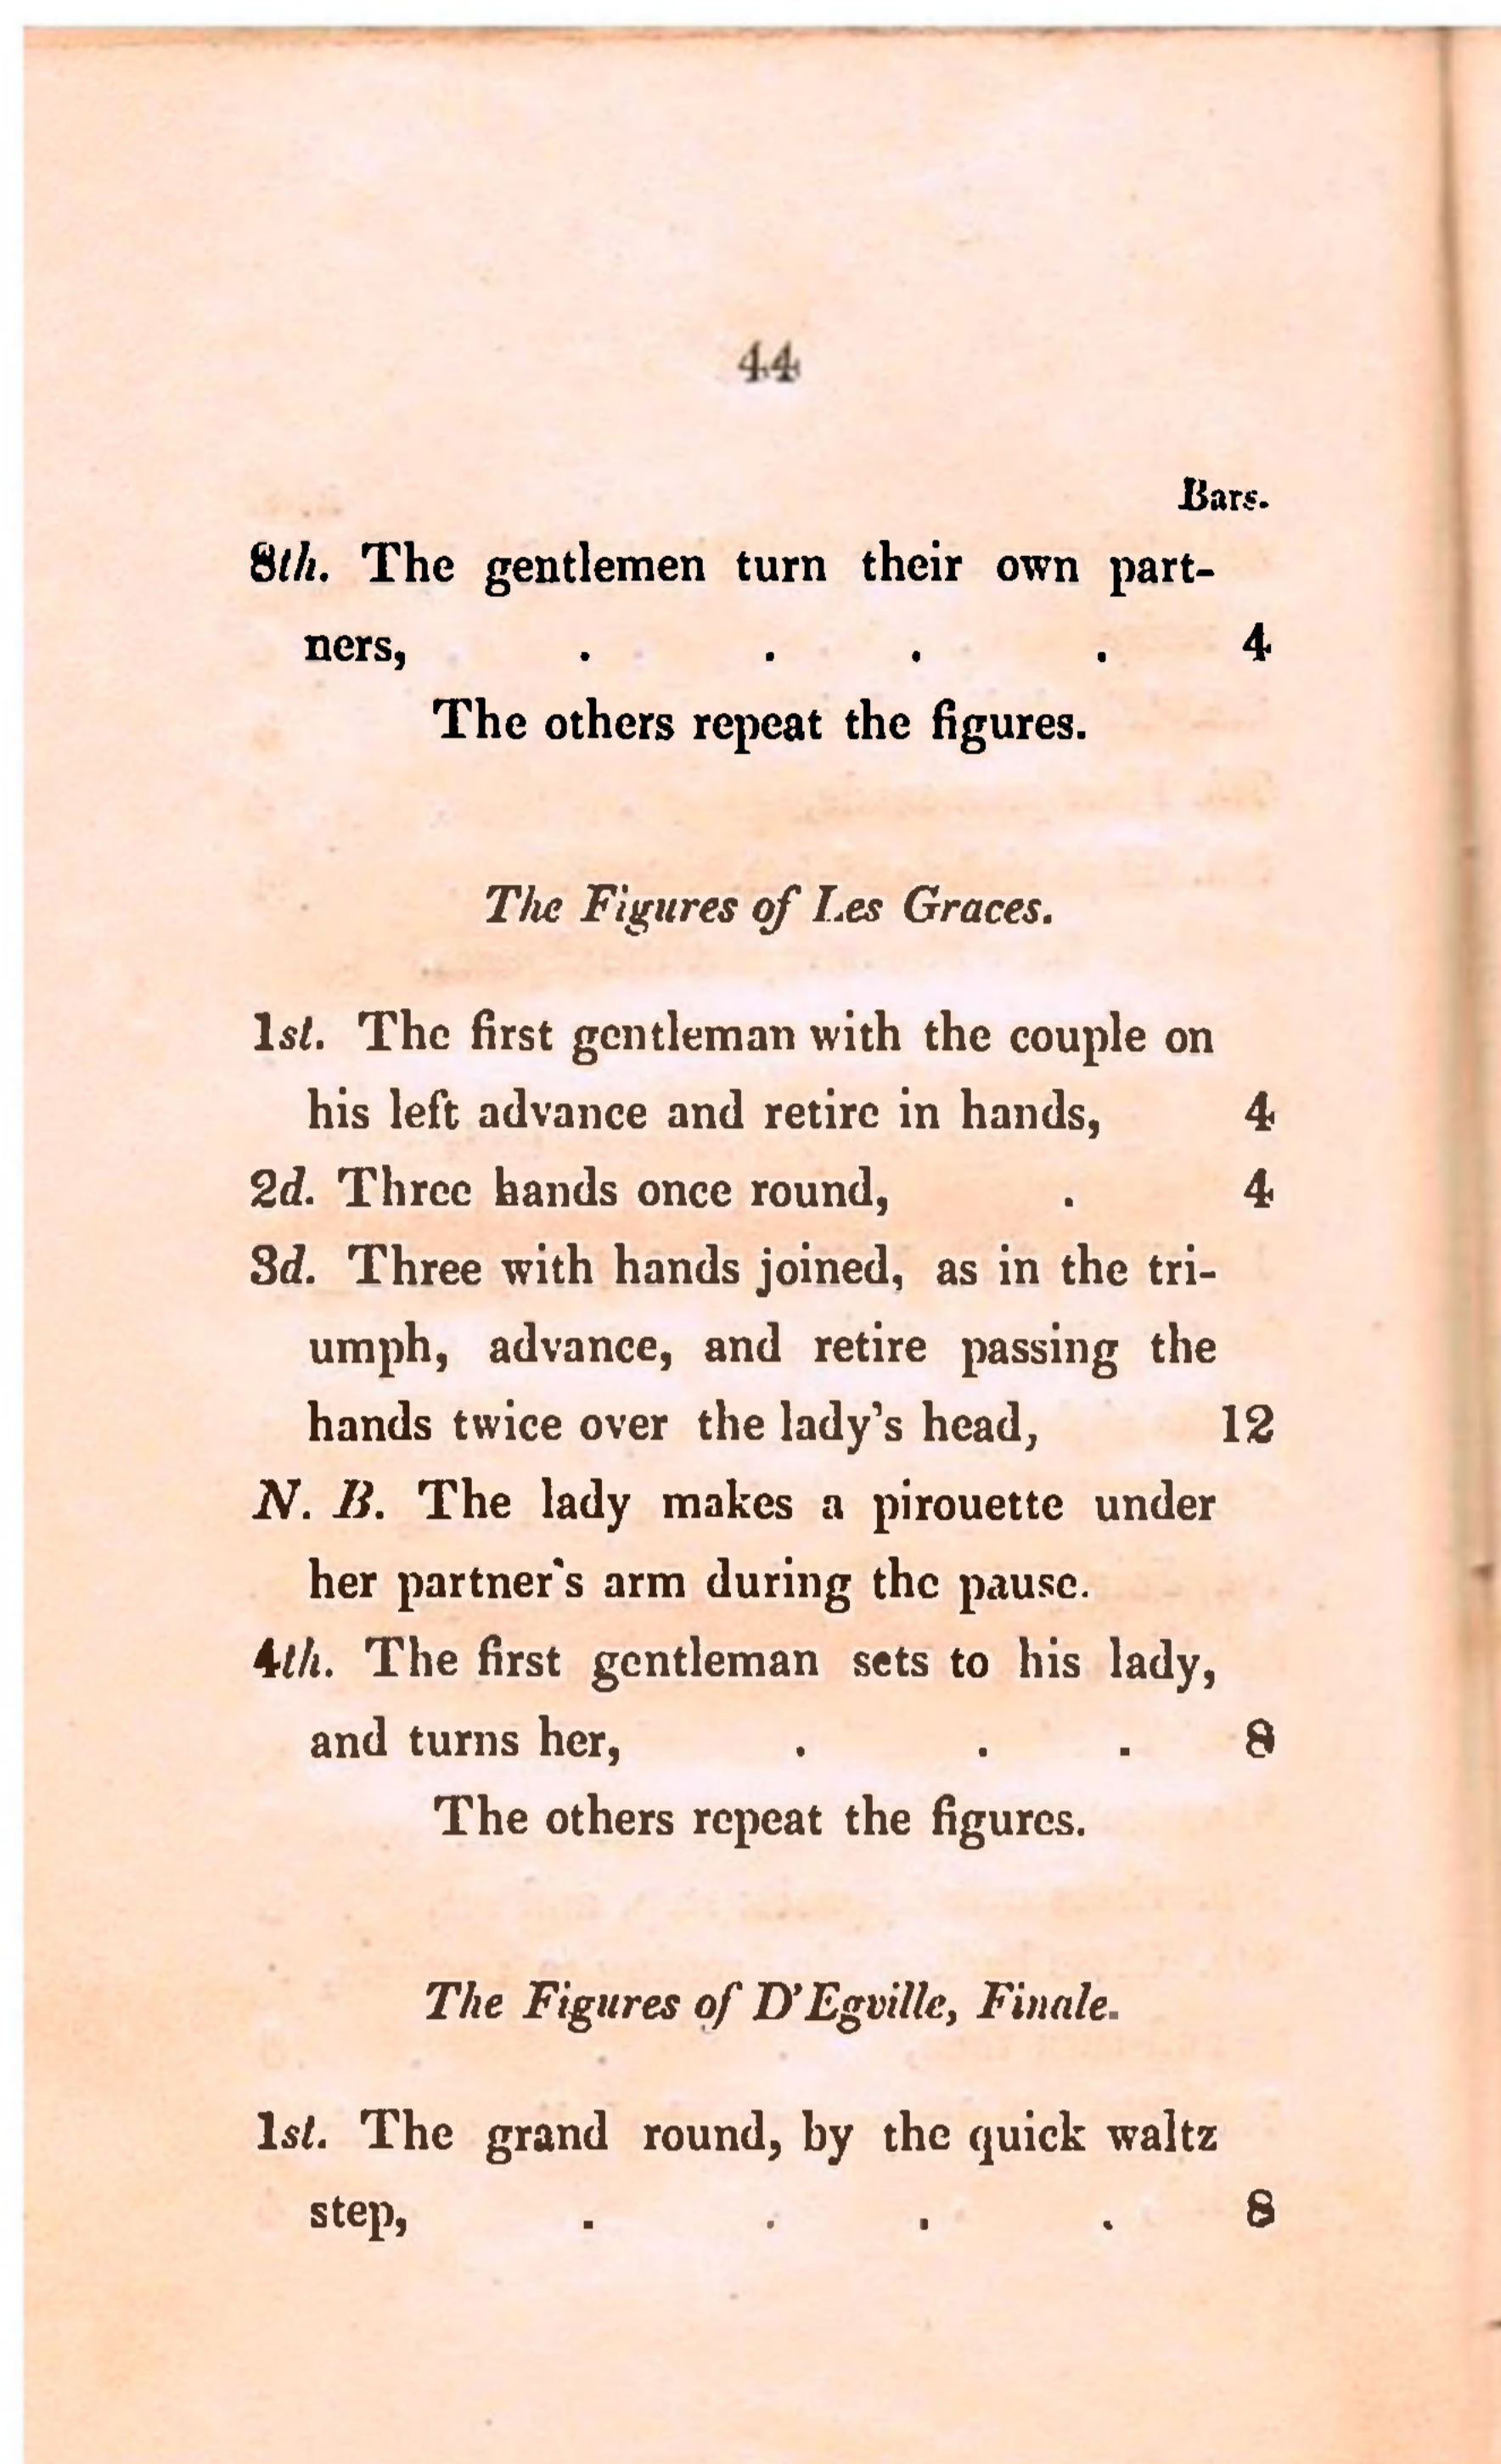 44
Bars.
8th. The gentlemen turn their own part-
ners, . . . . 4
The others repeat the figures.
The Figures of Les Graces.
1st. The first gentleman with the couple on
his left advance and retire in hands, 4
2d. Three hands once round, . 4
3d. Three with hands joined, as in the tri-
umph, advance, and retire passing the
hands twice over the lady's head, 12
N. B. The lady makes a pirouette under
her partner's arm during the pause.
4th. The first gentleman sets to his lady,
and turns her, . . . 8
The others repeat the figures.
The Figures of D'Egville, Finale.
1st. The grand round, by the quick waltz
step, . . . . 8